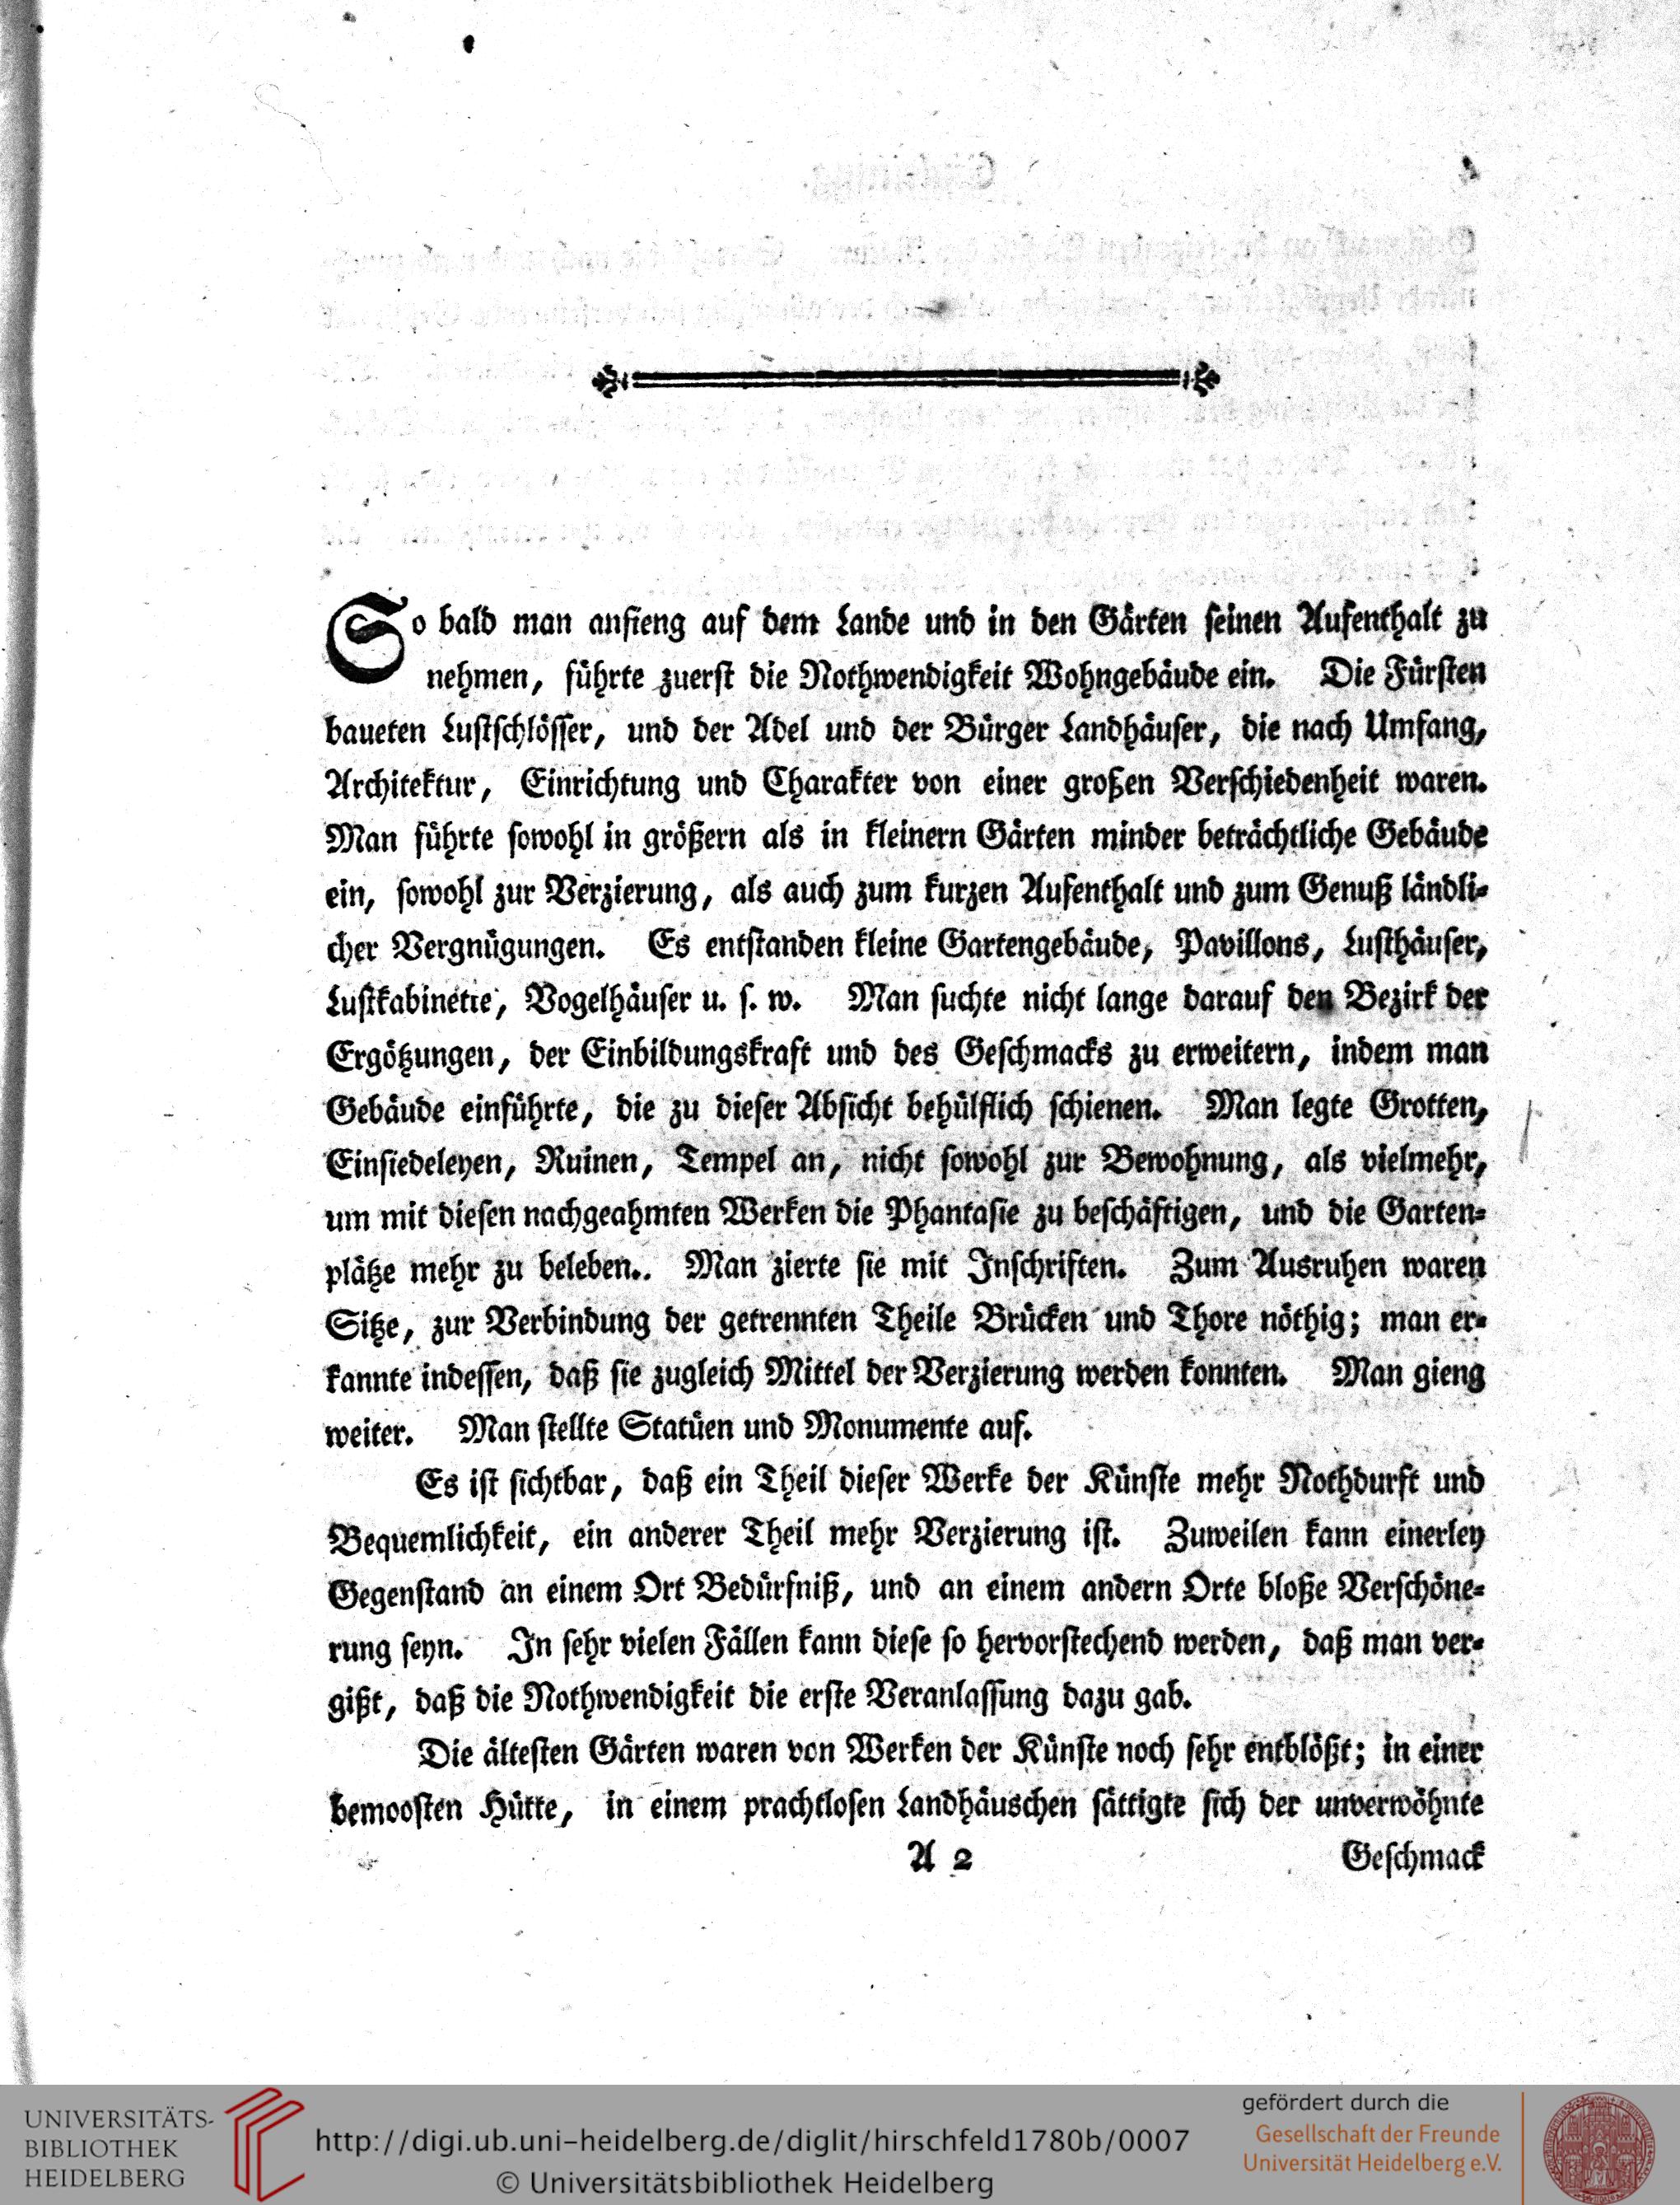 So bald man anfieng auf dem Lande und in den Gärten seinen Aufenthalt zu
nehmen, führte zuerst die Nothwendigkeit Wohngebäude ein. Die Fürsten
baueten Lustschlösser, und der Adel und der Bürger Landhäuser, die nach Umfang,
Architektur, Einrichtung und Charakter von einer großen Verschiedenheit waren.
Man führte sowohl in größern als in kleinern Gärten minder beträchtliche Gebäude
ein, sowohl zur Verzierung, als auch zum kurzen Aufenthalt und zum Genuß ländli-
cher Vergnügungen. Es entstanden kleine Gartengebäude, Pavillons, Lusthäuser,
Lustkabinette, Vogelhäuser u. s. w. Man suchte nicht lange darauf den Bezirk der
Ergötzungen, der Einbildungskraft und des Geschmacks zu erweitern, indem man
Gebäude einführte, die zu dieser Absicht behülflich schienen. Man legte Grotten,
Einsiedeleyen, Ruinen, Tempel an, nicht sowohl zur Bewohnung, als vielmehr,
um mit diesen nachgeahmten Werken die Phantasie zu beschäftigen, und die Garten-
plätze mehr zu beleben. Man zierte sie mit Inschriften. Zum Ausruhen waren
Sitze, zur Verbindung der getrennten Theile Brücken und Thore nöthig; man er-
kannte indessen, daß sie zugleich Mittel der Verzierung werden konnten. Man gieng
weiter. Man stellte Statüen und Monumente auf.
Es ist sichtbar, daß ein Theil dieser Werke der Künste mehr Nothdurft und
Bequemlichkeit, ein anderer Theil mehr Verzierung ist. Zuweilen kann einerley
Gegenstand an einem Ort Bedürfniß, und an einem andern Orte bloße Verschöne-
rung seyn. In sehr vielen Fällen kann diese so hervorstechend werden, daß man ver-
gißt, daß die Nothwendigkeit die erste Veranlassung dazu gab.
Die ältesten Gärten waren von Werken der Künste noch sehr entblößt; in einer
bemoosten Hütte, in einem prachtlosen Landhäuschen sättigte sich der unverwöhnte
A 2 Geschmack
UNIVERSITÄTS-
BIBLIOTHEK
HEIDELBERG
http://digi.ub.uni-heidelberg.de/diglit/hirschfeld1780b/0007
© Universitätsbibliothek Heidelberg
gefördert durch die
Gesellschaft der Freunde
Universität Heidelberg e.V.